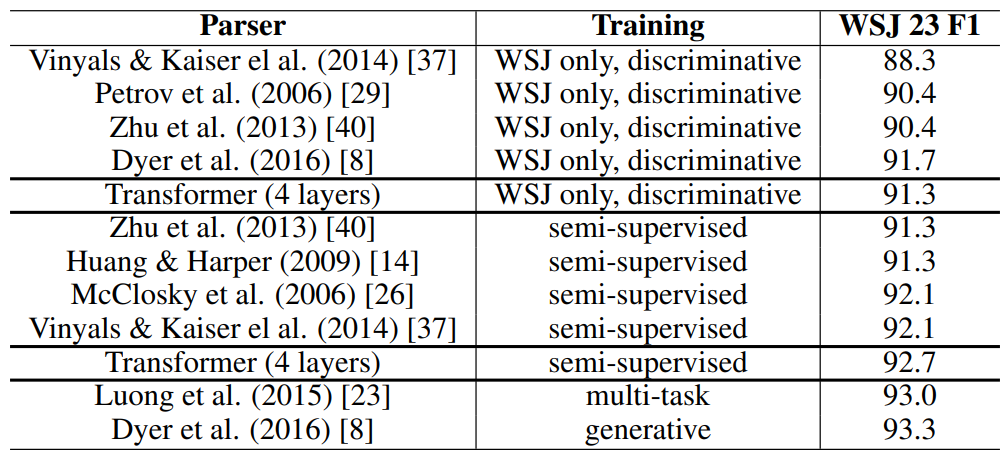 Parser Training WSJ 23 F1
Vinyals & Kaiser el al. (2014) [37] WSJ only, discriminative 88.3
Petrov et al. (2006) [29] WSJ only, discriminative 90.4
Zhu et al. (2013) [40] WSJ only, discriminative 90.4
Dyer et al. (2016) [8] WSJ only, discriminative 91.7
Transformer (4 layers) WSJ only, discriminative 91.3
Zhu et al. (2013) [40] semi-supervised 91.3
Huang & Harper (2009) [14] semi-supervised 91.3
McClosky et al. (2006) [26] semi-supervised 92.1
Vinyals & Kaiser el al. (2014) [37] semi-supervised 92.1
Transformer (4 layers) semi-supervised 92.7
Luong et al. (2015) [23] multi-task 93.0
Dyer et al. (2016) [8] generative 93.3